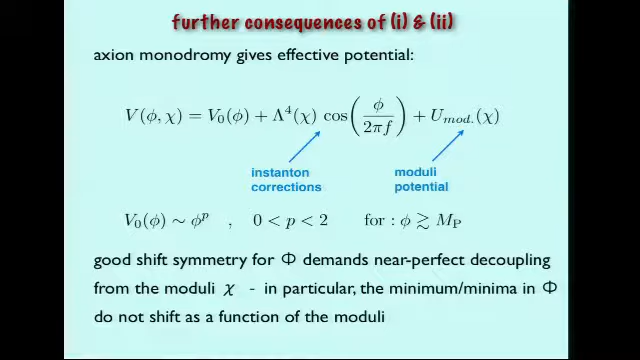 further consequences of (i) & (ii)
axion monodromy gives effective potential:
V(ϕ, χ) = V₀(ϕ) + Λ⁴(χ) cos(ϕ / 2πf) + U_mod.(χ)
instanton corrections
moduli potential
V₀(ϕ) ∼ ϕᵖ , 0 < p < 2 for : ϕ ≳ M_P
good shift symmetry for Φ demands near-perfect decoupling
from the moduli χ - in particular, the minimum/minima in Φ
do not shift as a function of the moduli